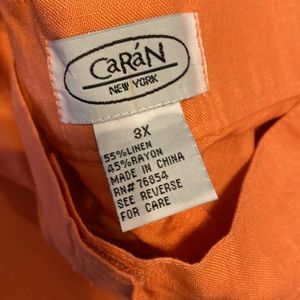 CaRáN
NEW YORK
3X
55%LINEN
45%RAYON
MADE IN CHINA
RN#76854
SEE REVERSE
FOR CARE